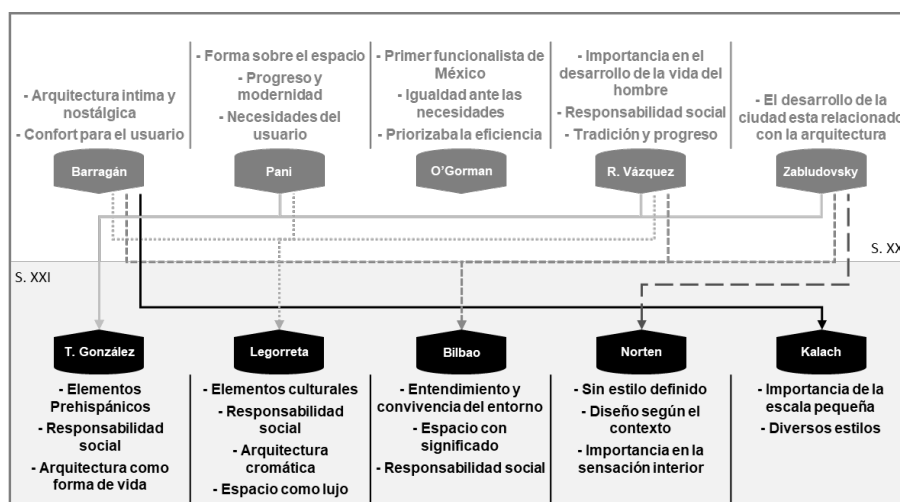 - Arquitectura intima y
nostálgica
- Confort para el usuario
- Forma sobre el espacio
- Progreso y
modernidad
- Necesidades del
usuario
- Primer funcionalista de
México
- Igualdad ante las
necesidades
- Priorizaba la eficiencia
- Importancia en el
desarrollo de la vida del
hombre
- Responsabilidad social
- Tradición y progreso
- El desarrollo de la
ciudad esta relacionado
con la arquitectura
Barragán
Pani
O'Gorman
R. Vázquez
Zabludovsky
S. XX
S. XXI
T. González
Legorreta
Bilbao
Norten
Kalach
- Elementos
Prehispánicos
- Responsabilidad
social
- Arquitectura como
forma de vida
- Elementos culturales
- Responsabilidad
social
- Arquitectura
cromática
- Espacio como lujo
- Entendimiento y
convivencia del entorno
- Espacio con
significado
- Responsabilidad social
- Sin estilo definido
- Diseño según el
contexto
- Importancia en la
sensación interior
- Importancia de la
escala pequeña
- Diversos estilos